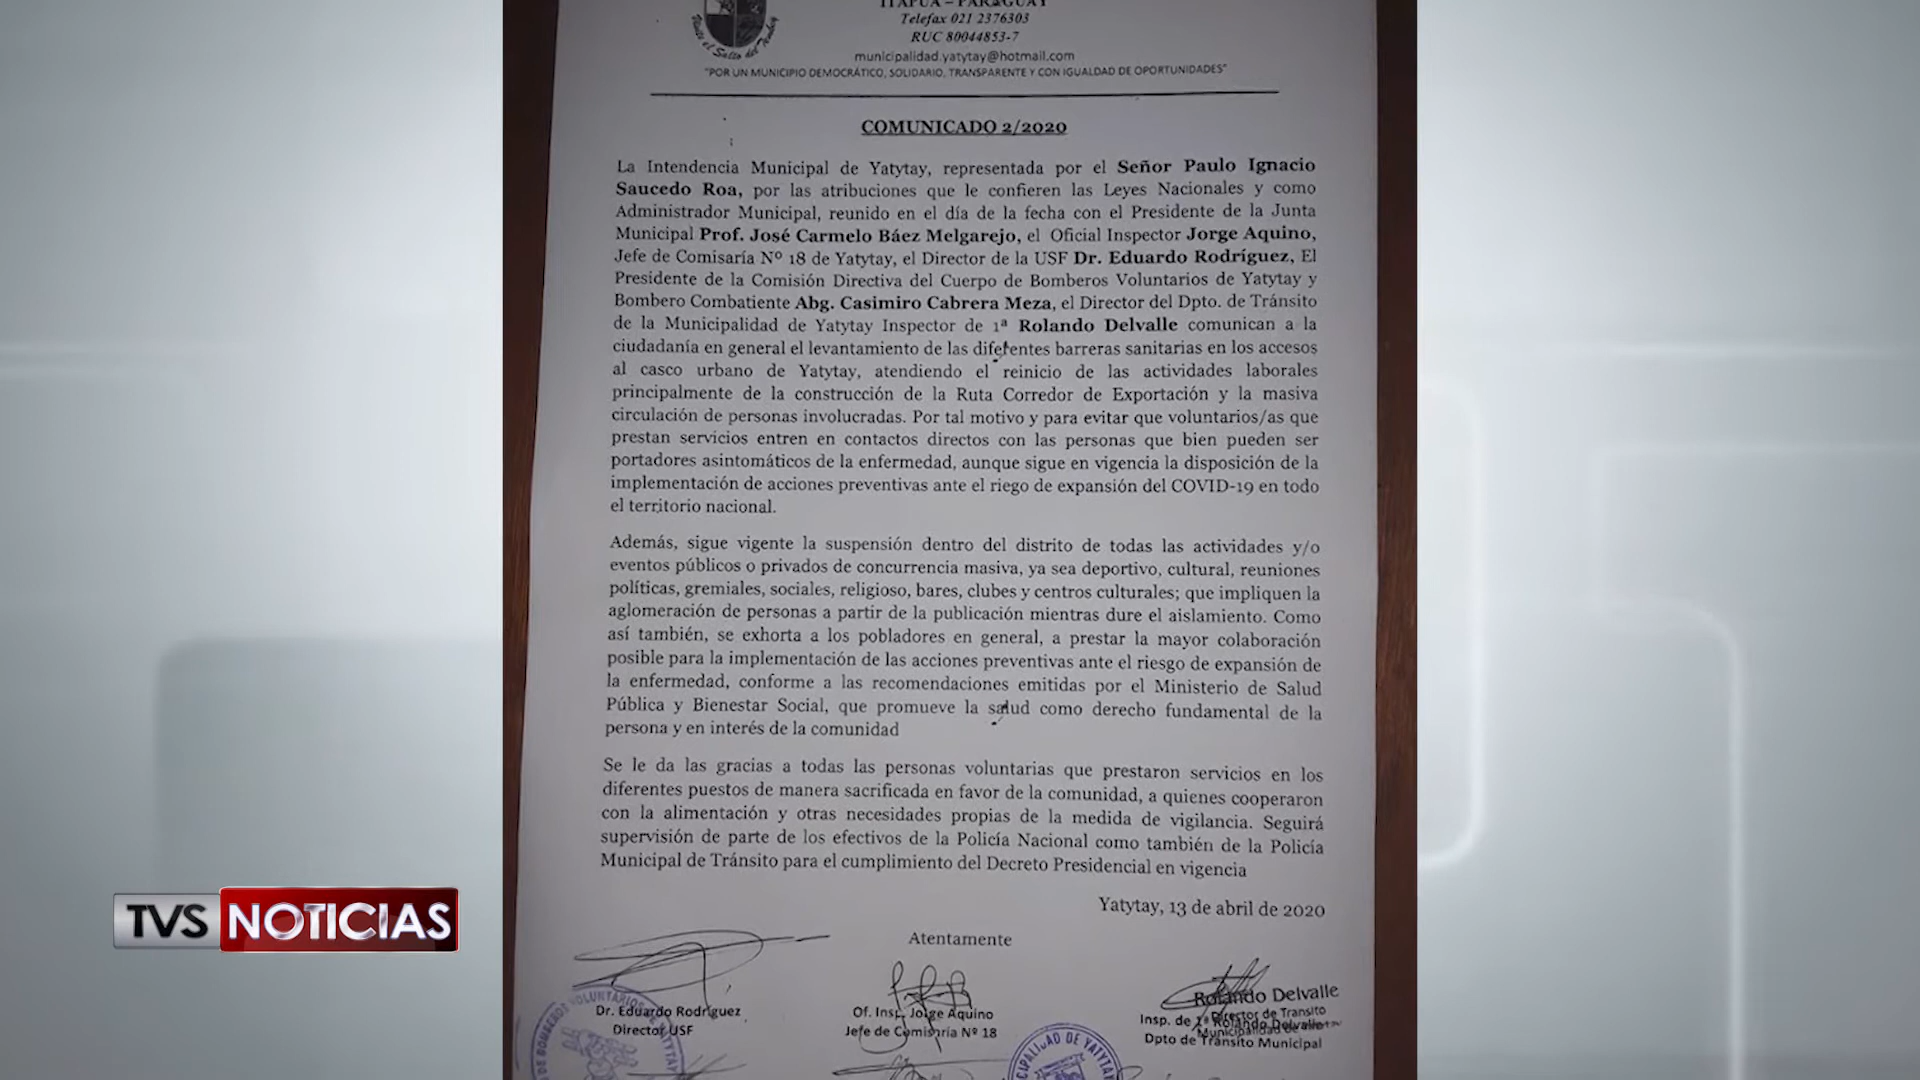 ITAPÚA – PARAGUAY
Telefax 021 2376303
RUC 80044853-7
municipalidad.yatytay@hotmail.com
"POR UN MUNICIPIO DEMOCRÁTICO, SOLIDARIO, TRANSPARENTE Y CON IGUALDAD DE OPORTUNIDADES"
COMUNICADO 2/2020
La Intendencia Municipal de Yatytay, representada por el Señor Paulo Ignacio
Saucedo Roa, por las atribuciones que le confieren las Leyes Nacionales y como
Administrador Municipal, reunido en el día de la fecha con el Presidente de la Junta
Municipal Prof. José Carmelo Báez Melgarejo, el Oficial Inspector Jorge Aquino,
Jefe de Comisaría Nº 18 de Yatytay, el Director de la USF Dr. Eduardo Rodríguez, El
Presidente de la Comisión Directiva del Cuerpo de Bomberos Voluntarios de Yatytay y
Bombero Combatiente Abg. Casimiro Cabrera Meza, el Director del Dpto. de Tránsito
de la Municipalidad de Yatytay Inspector de 1ª Rolando Delvalle comunican a la
ciudadanía en general el levantamiento de las diferentes barreras sanitarias en los accesos
al casco urbano de Yatytay, atendiendo el reinicio de las actividades laborales
principalmente de la construcción de la Ruta Corredor de Exportación y la masiva
circulación de personas involucradas. Por tal motivo y para evitar que voluntarios/as que
prestan servicios entren en contactos directos con las personas que bien pueden ser
portadores asintomáticos de la enfermedad, aunque sigue en vigencia la disposición de la
implementación de acciones preventivas ante el riego de expansión del COVID-19 en todo
el territorio nacional.
Además, sigue vigente la suspensión dentro del distrito de todas las actividades y/o
eventos públicos o privados de concurrencia masiva, ya sea deportivo, cultural, reuniones
políticas, gremiales, sociales, religioso, bares, clubes y centros culturales; que impliquen la
aglomeración de personas a partir de la publicación mientras dure el aislamiento. Como
así también, se exhorta a los pobladores en general, a prestar la mayor colaboración
posible para la implementación de las acciones preventivas ante el riesgo de expansión de
la enfermedad, conforme a las recomendaciones emitidas por el Ministerio de Salud
Pública y Bienestar Social, que promueve la salud como derecho fundamental de la
persona y en interés de la comunidad
Se le da las gracias a todas las personas voluntarias que prestaron servicios en los
diferentes puestos de manera sacrificada en favor de la comunidad, a quienes cooperaron
con la alimentación y otras necesidades propias de la medida de vigilancia. Seguirá
supervisión de parte de los efectivos de la Policía Nacional como también de la Policía
Municipal de Tránsito para el cumplimiento del Decreto Presidencial en vigencia
Yatytay, 13 de abril de 2020
Atentamente
Dr. Eduardo Rodríguez
Director USF
Of. Insp. Jorge Aquino
Jefe de Comisaria Nº 18
Rolando Delvalle
Director de Transito
Insp. de 1ª Rolando Delvalle
Municipalidad de
Dpto de Tránsito Municipal
DE BOMBEROS VOLUNTARIOS DE YATYTAY
TVS NOTICIAS